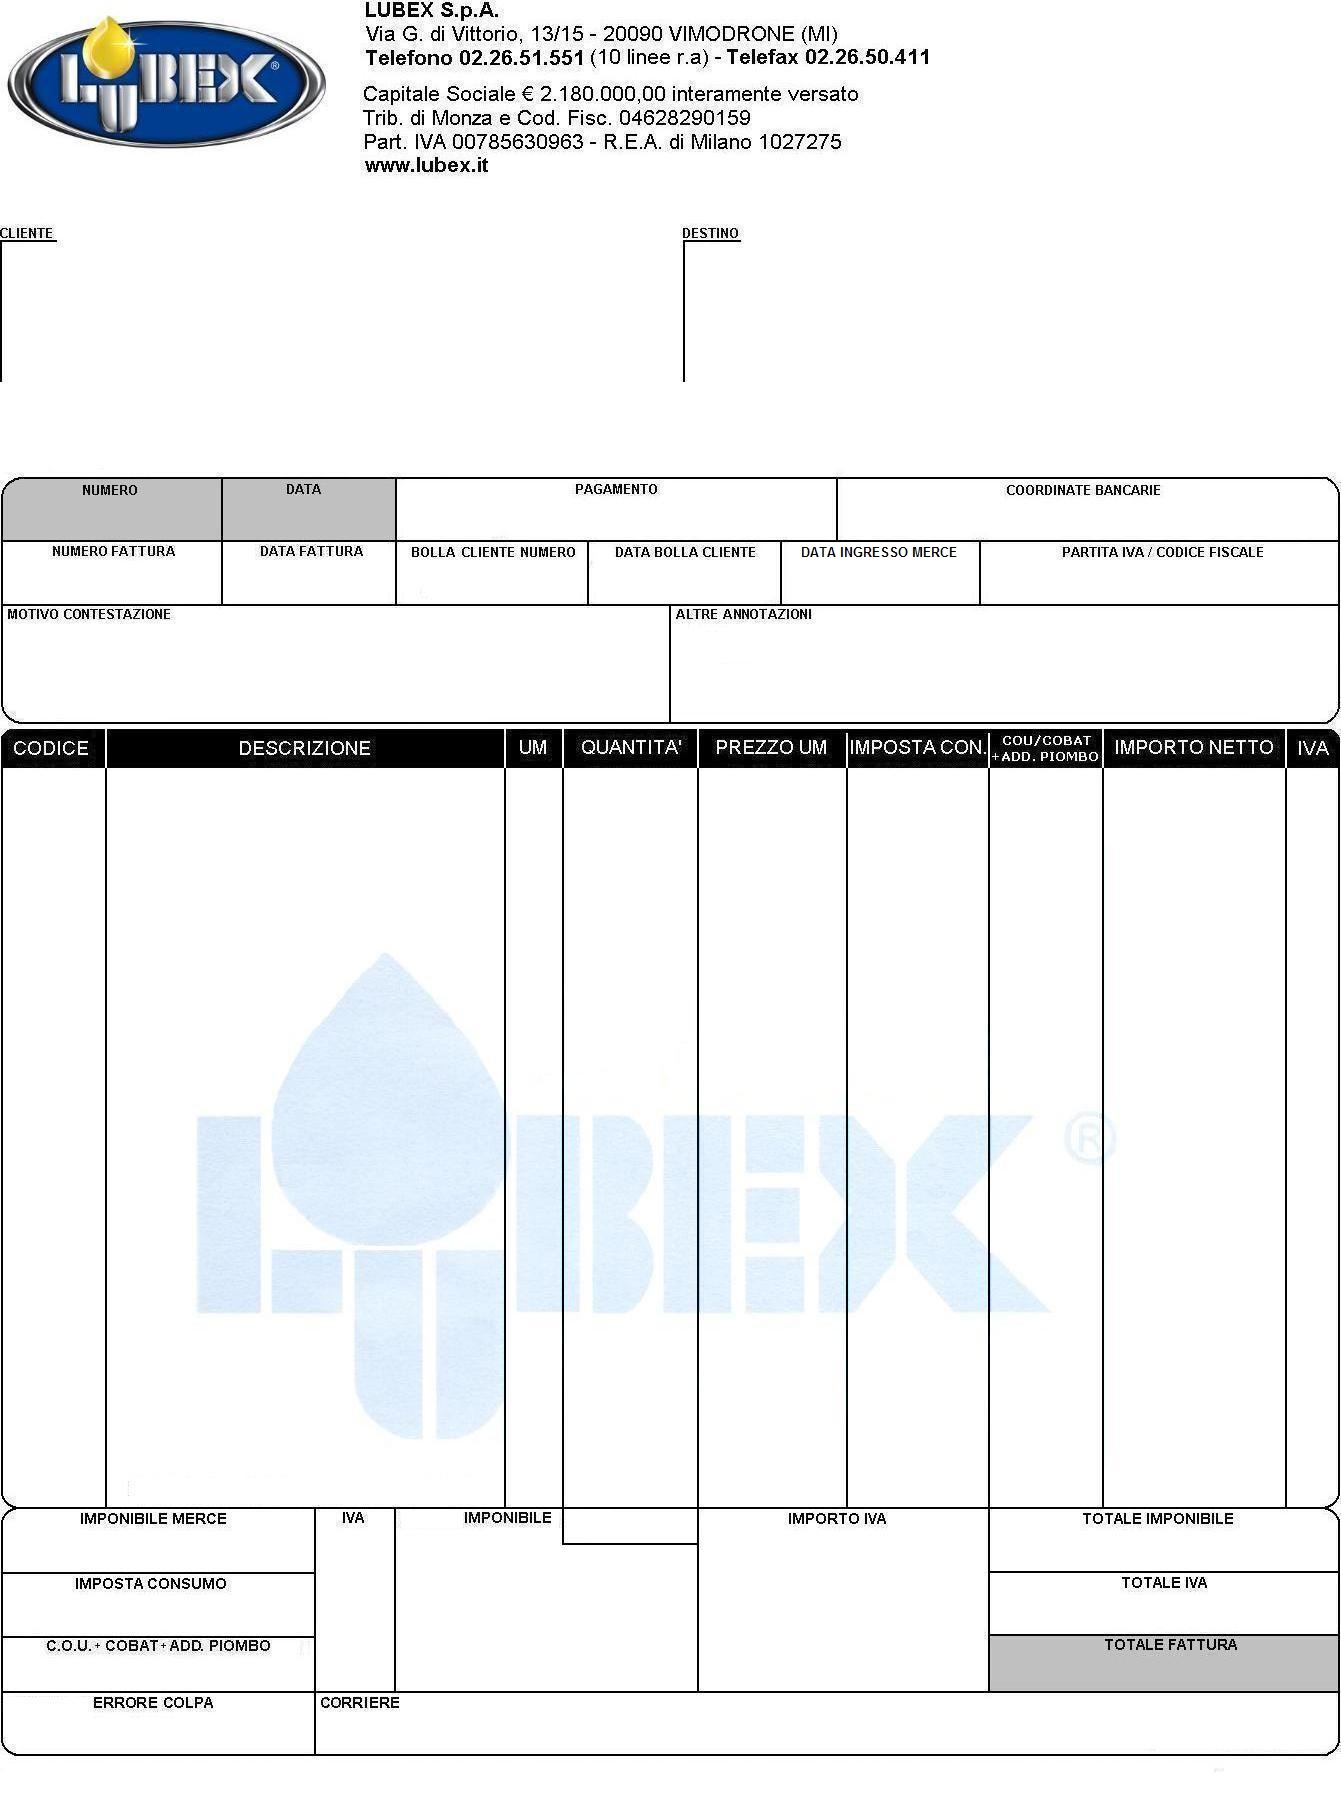 LUBEX®
LUBEX S.p.A.
Via G. di Vittorio, 13/15 - 20090 VIMODRONE (MI)
Telefono 02.26.51.551 (10 linee r.a) - Telefax 02.26.50.411
Capitale Sociale € 2.180.000,00 interamente versato
Trib. di Monza e Cod. Fisc. 04628290159
Part. IVA 00785630963 - R.E.A. di Milano 1027275
www.lubex.it
CLIENTE DESTINO
NUMERO DATA PAGAMENTO COORDINATE BANCARIE
NUMERO FATTURA DATA FATTURA BOLLA CLIENTE NUMERO DATA BOLLA CLIENTE DATA INGRESSO MERCE PARTITA IVA / CODICE FISCALE
MOTIVO CONTESTAZIONE ALTRE ANNOTAZIONI
CODICE DESCRIZIONE UM QUANTITA' PREZZO UM IMPOSTA CON. COU/COBAT +ADD. PIOMBO IMPORTO NETTO IVA
LUBEX ®
IMPONIBILE MERCE IVA IMPONIBILE IMPORTO IVA TOTALE IMPONIBILE
IMPOSTA CONSUMO TOTALE IVA
C.O.U.+ COBAT+ ADD. PIOMBO TOTALE FATTURA
ERRORE COLPA CORRIERE